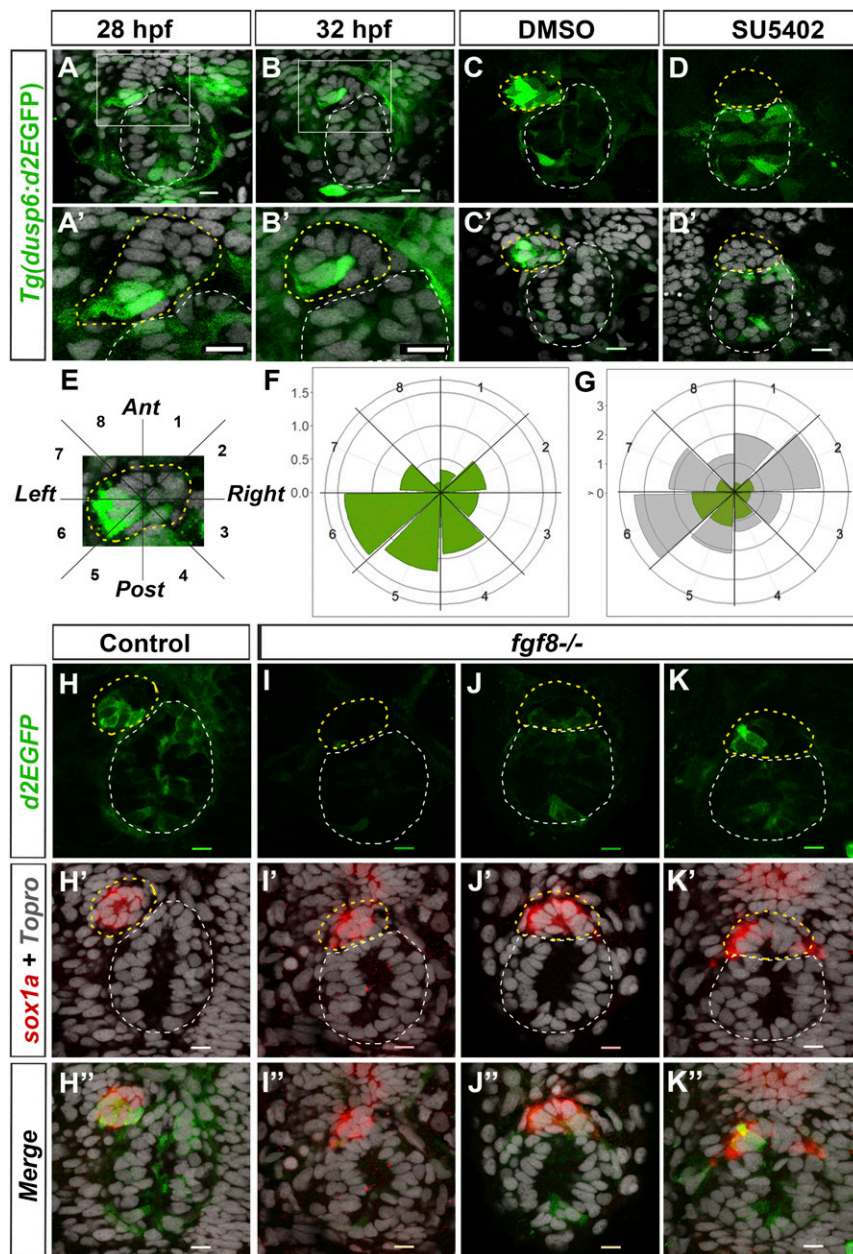 28 hpf
32 hpf
DMSO
SU5402
Tg(dusp6:d2EGFP)
A
B
C
D
A'
B'
C'
D'
E
Ant
8
1
7
2
Left
Right
6
3
5
4
Post
F
1.5
1.0
0.5
0.0
8
1
7
2
6
3
5
4
G
3
2
1
0
8
1
7
2
6
3
5
4
Control
fgf8-/-
d2EGFP
H
I
J
K
sox1a + Topro
H'
I'
J'
K'
Merge
H"
I"
J"
K"